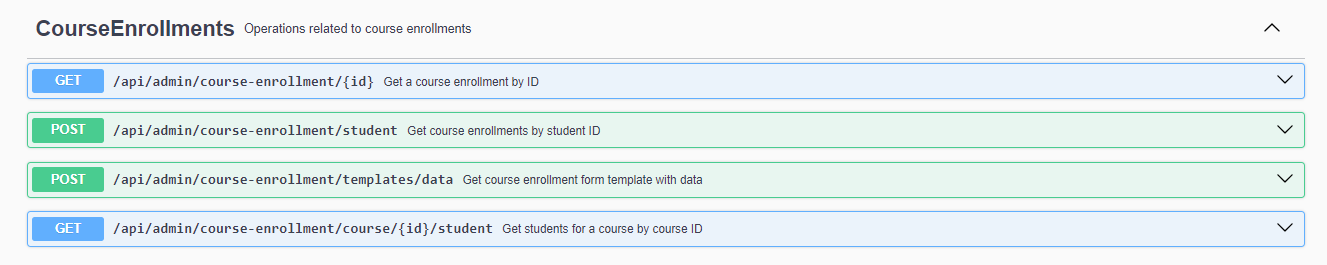 CourseEnrollments Operations related to course enrollments
GET /api/admin/course-enrollment/{id} Get a course enrollment by ID
POST /api/admin/course-enrollment/student Get course enrollments by student ID
POST /api/admin/course-enrollment/templates/data Get course enrollment form template with data
GET /api/admin/course-enrollment/course/{id}/student Get students for a course by course ID